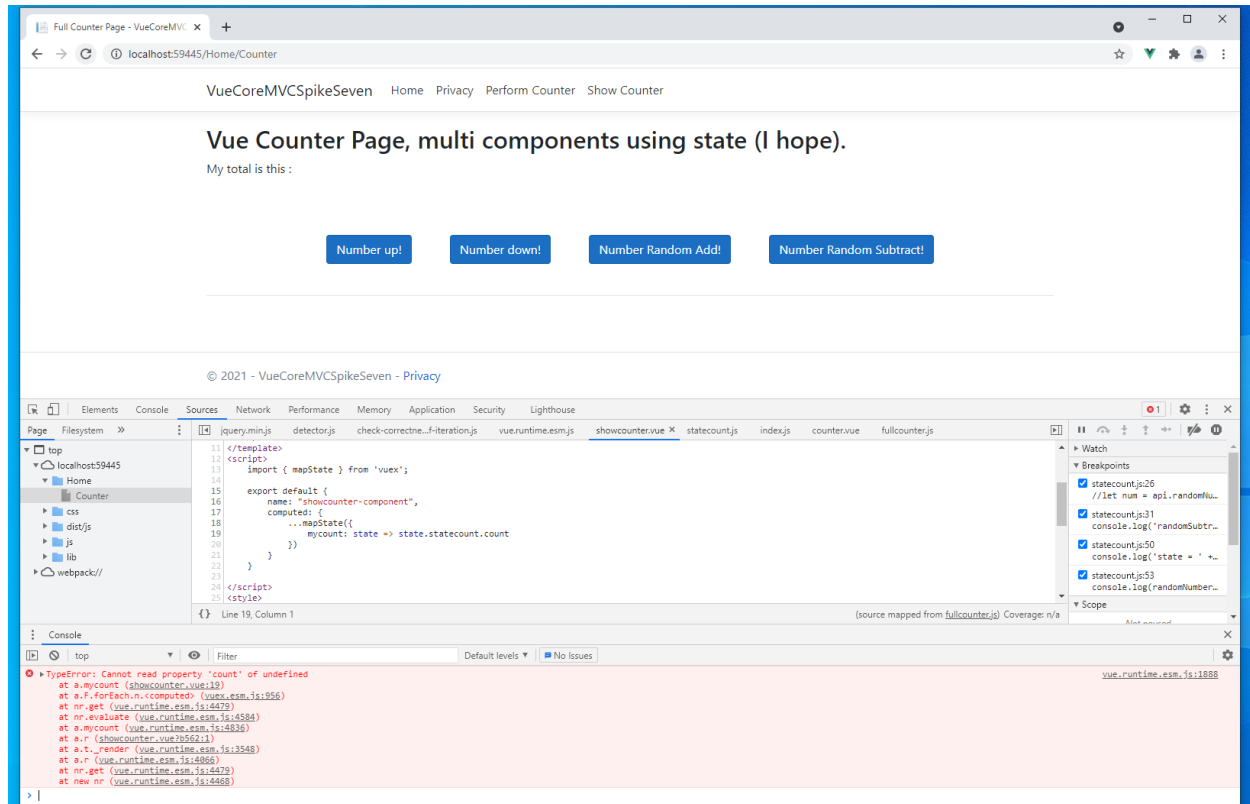 Full Counter Page - VueCoreMVC
localhost:59445/Home/Counter
VueCoreMVCSpikeSeven Home Privacy Perform Counter Show Counter
Vue Counter Page, multi components using state (I hope).
My total is this :
Number up! Number down! Number Random Add! Number Random Subtract!
© 2021 - VueCoreMVCSpikeSeven - Privacy
Elements Console Sources Network Performance Memory Application Security Lighthouse 1
Page Filesystem » jquery.min.js detector.js check-correctne…f-iteration.js vue.runtime.esm.js showcounter.vue statecount.js index.js counter.vue fullcounter.js
top
localhost:59445
Home
Counter
css
dist/js
js
lib
webpack://
11 </template>
12 <script>
13 import { mapState } from 'vuex';
14
15 export default {
16 name: "showcounter-component",
17 computed: {
18 ...mapState({
19 mycount: state => state.statecount.count
20 })
21 }
22 }
23
24 </script>
25 <style>
{} Line 19, Column 1 (source mapped from fullcounter.js) Coverage: n/a
Watch
Breakpoints
statecount.js:26
//let num = api.randomNu…
statecount.js:31
console.log('randomSubtr…
statecount.js:50
console.log('state = ' +…
statecount.js:53
console.log(randomNumber…
Scope
Not paused
Console
top Filter Default levels No Issues
TypeError: Cannot read property 'count' of undefined vue.runtime.esm.js:1888
at a.mycount (showcounter.vue:19)
at a.F.forEach.n.<computed> (vuex.esm.js:956)
at nr.get (vue.runtime.esm.js:4479)
at nr.evaluate (vue.runtime.esm.js:4584)
at a.mycount (vue.runtime.esm.js:4836)
at a.r (showcounter.vue?b562:1)
at a.t._render (vue.runtime.esm.js:3548)
at a.r (vue.runtime.esm.js:4066)
at nr.get (vue.runtime.esm.js:4479)
at new nr (vue.runtime.esm.js:4468)